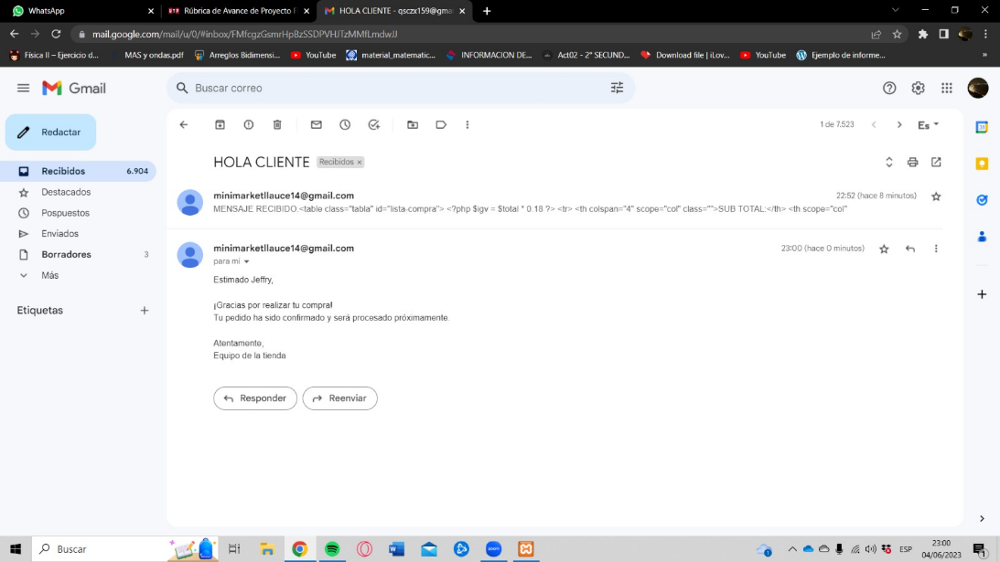 WhatsApp
Rúbrica de Avance de Proyecto F
HOLA CLIENTE - qsczx159@gmai
mail.google.com/mail/u/0/#inbox/FMfcgzGsmrHpBzSSDPVHJTzMMfLmdwJJ
Física II – Ejercicio d...
MAS y ondas.pdf
Arreglos Bidimensi...
YouTube
material_matematic...
INFORMACION DE...
Act02 - 2° SECUND...
Download file | iLov...
YouTube
Ejemplo de informe...
»
Gmail
Buscar correo
Redactar
1 de 7.523
Es
Recibidos 6.904
Destacados
Pospuestos
Enviados
Borradores 3
Más
Etiquetas
HOLA CLIENTE Recibidos ×
minimarketllauce14@gmail.com 22:52 (hace 8 minutos)
MENSAJE RECIBIDO.<table class="tabla" id="lista-compra"> <?php $igv = $total * 0.18 ?> <tr> <th colspan="4" scope="col" class="">SUB TOTAL:</th> <th scope="col"
minimarketllauce14@gmail.com 23:00 (hace 0 minutos)
para mí
Estimado Jeffry,
¡Gracias por realizar tu compra!
Tu pedido ha sido confirmado y será procesado próximamente.
Atentamente,
Equipo de la tienda
Responder
Reenviar
Buscar
ESP
23:00
04/06/2023